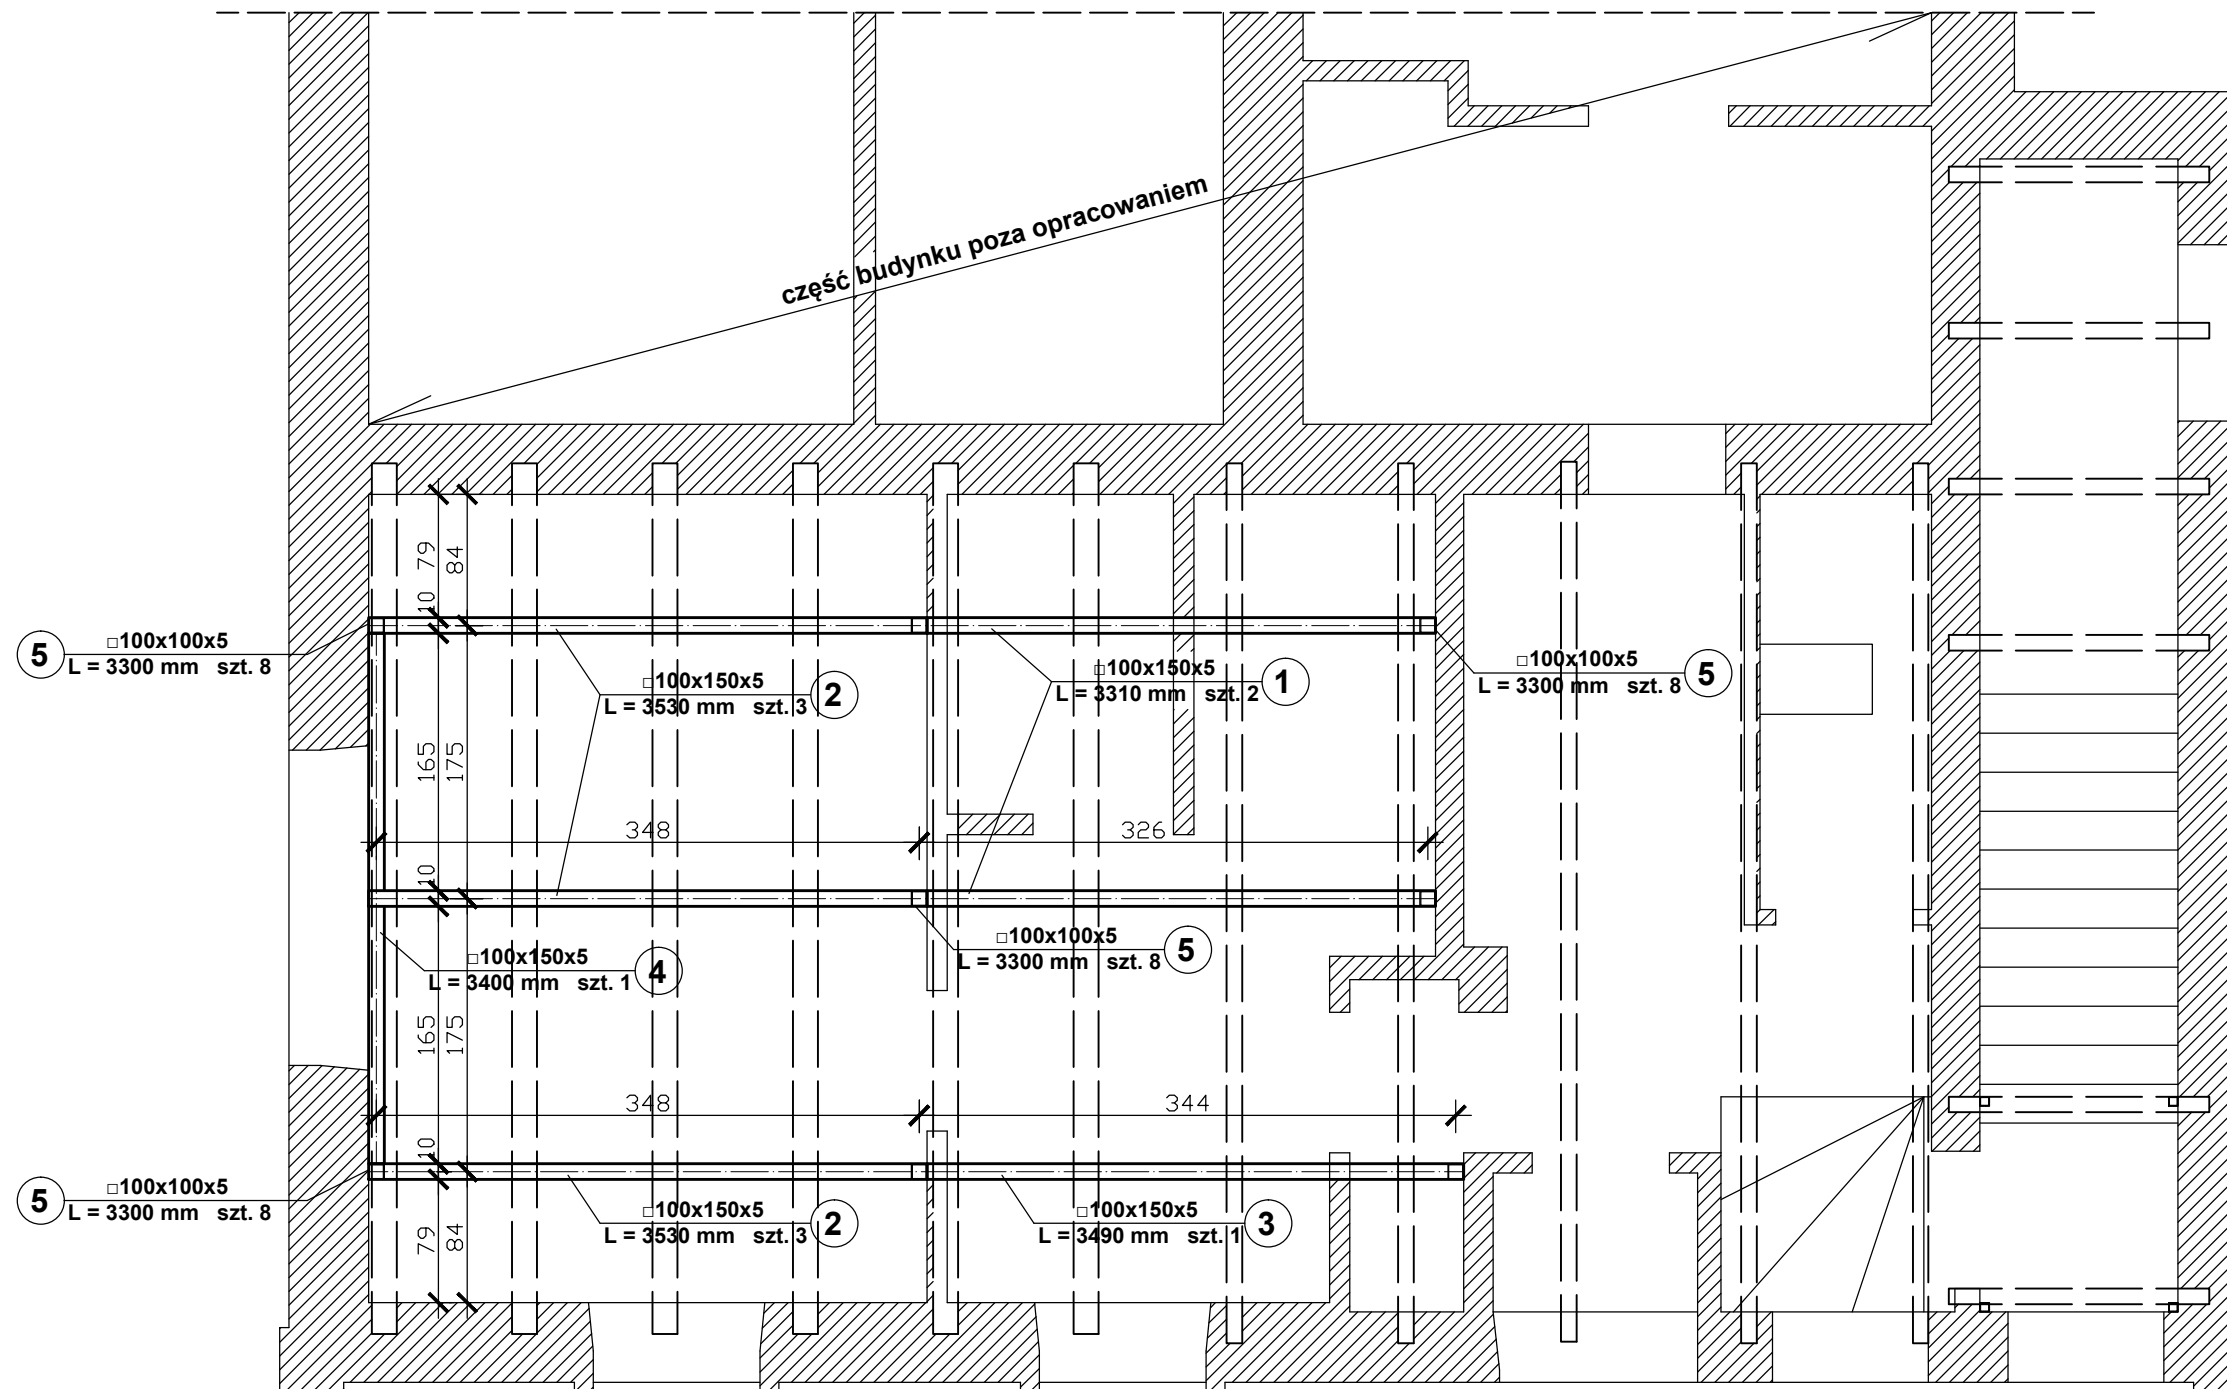 część budynku poza opracowaniem
79
84
10
5
□100x100x5
L = 3300 mm szt. 8
□100x150x5
L = 3530 mm szt. 3
2
□100x150x5
L = 3310 mm szt. 2
1
□100x100x5
L = 3300 mm szt. 8
5
165
175
348
326
10
□100x150x5
L = 3400 mm szt. 1
4
□100x100x5
L = 3300 mm szt. 8
5
165
175
348
344
10
5
□100x100x5
L = 3300 mm szt. 8
□100x150x5
L = 3530 mm szt. 3
2
□100x150x5
L = 3490 mm szt. 1
3
79
84